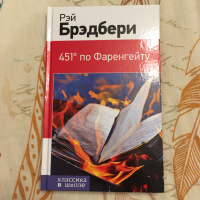 Рэй
Брэдбери
451° по Фаренгейту
классика в школе